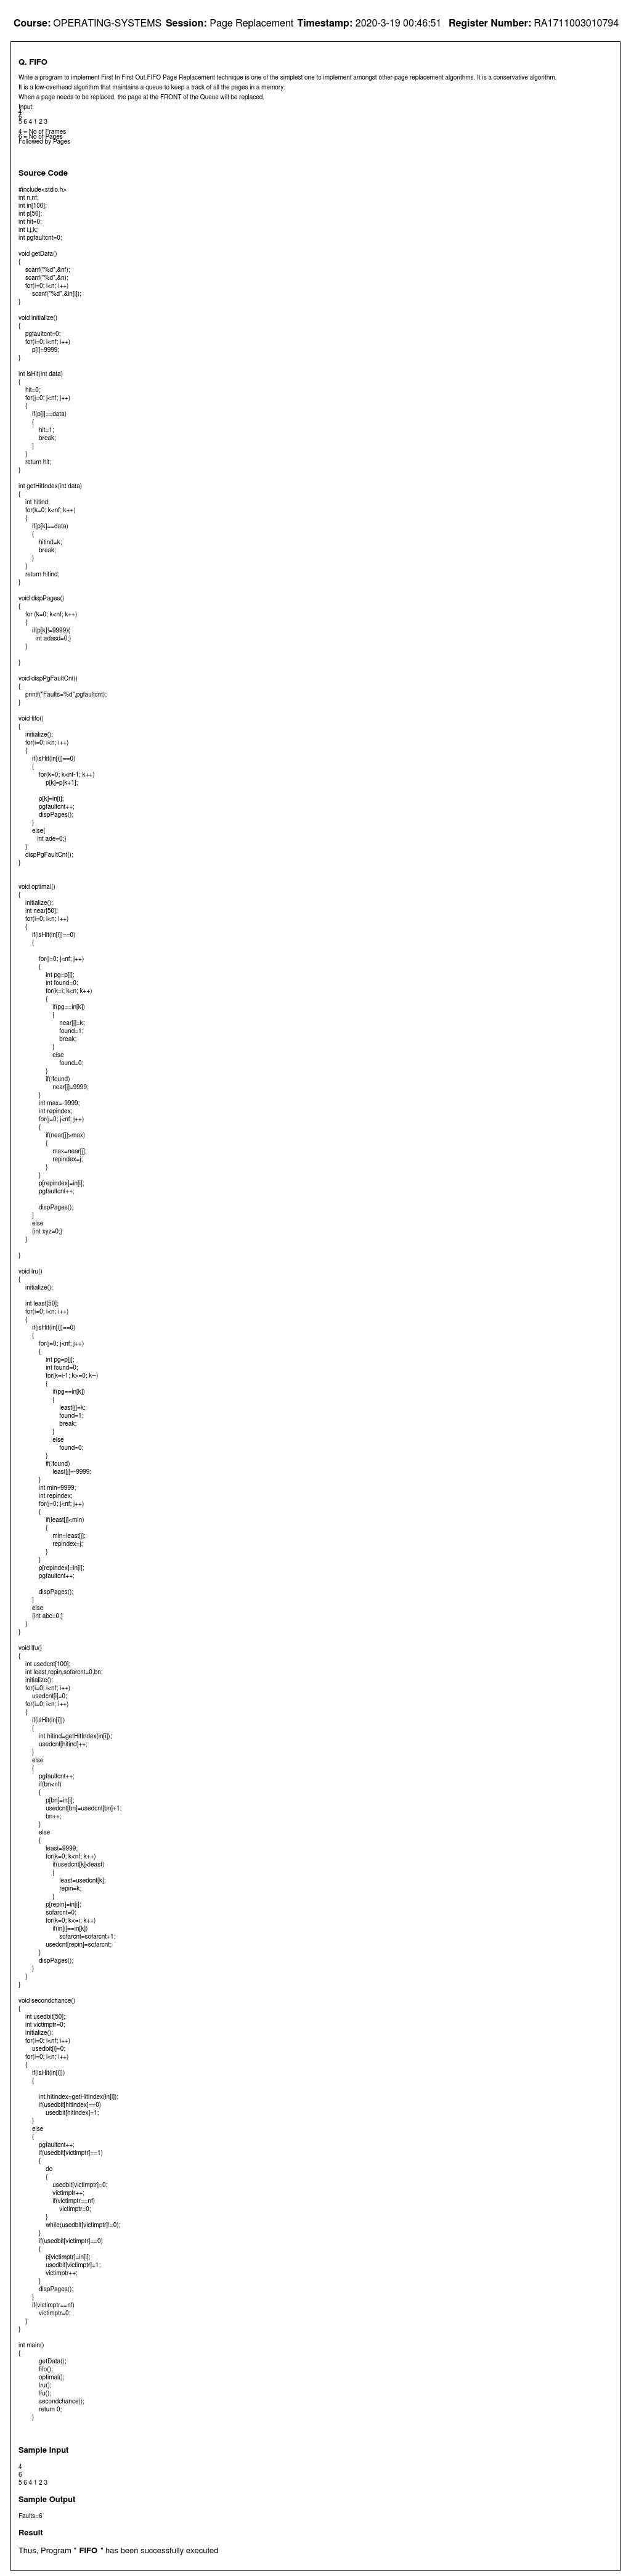 Course: OPERATING-SYSTEMS Session: Page Replacement Timestamp: 2020-3-19 00:46:51 Register Number: RA1711003010794
Q. FIFO
Write a program to implement First In First Out.FIFO Page Replacement technique is one of the simplest one to implement amongst other page replacement algorithms. It is a conservative algorithm.
It is a low-overhead algorithm that maintains a queue to keep a track of all the pages in a memory.
When a page needs to be replaced, the page at the FRONT of the Queue will be replaced.
Input:
4
6
5 6 4 1 2 3
4 = No of Frames
6 = No of Pages
Followed by Pages
Source Code
#include<stdio.h>
int n,nf;
int in[100];
int p[50];
int hit=0;
int i,j,k;
int pgfaultcnt=0;
void getData()
{
scanf("%d",&nf);
scanf("%d",&n);
for(i=0; i<n; i++)
scanf("%d",&in[i]);
}
void initialize()
{
pgfaultcnt=0;
for(i=0; i<nf; i++)
p[i]=9999;
}
int isHit(int data)
{
hit=0;
for(j=0; j<nf; j++)
{
if(p[j]==data)
{
hit=1;
break;
}
}
return hit;
}
int getHitIndex(int data)
{
int hitind;
for(k=0; k<nf; k++)
{
if(p[k]==data)
{
hitind=k;
break;
}
}
return hitind;
}
void dispPages()
{
for (k=0; k<nf; k++)
{
if(p[k]!=9999){
int adasd=0;}
}
}
void dispPgFaultCnt()
{
printf("Faults=%d",pgfaultcnt);
}
void fifo()
{
initialize();
for(i=0; i<n; i++)
{
if(isHit(in[i])==0)
{
for(k=0; k<nf-1; k++)
p[k]=p[k+1];
p[k]=in[i];
pgfaultcnt++;
dispPages();
}
else{
int ade=0;}
}
dispPgFaultCnt();
}
void optimal()
{
initialize();
int near[50];
for(i=0; i<n; i++)
{
if(isHit(in[i])==0)
{
for(j=0; j<nf; j++)
{
int pg=p[j];
int found=0;
for(k=i; k<n; k++)
{
if(pg==in[k])
{
near[j]=k;
found=1;
break;
}
else
found=0;
}
if(!found)
near[j]=9999;
}
int max=-9999;
int repindex;
for(j=0; j<nf; j++)
{
if(near[j]>max)
{
max=near[j];
repindex=j;
}
}
p[repindex]=in[i];
pgfaultcnt++;
dispPages();
}
else
{int xyz=0;}
}
}
void lru()
{
initialize();
int least[50];
for(i=0; i<n; i++)
{
if(isHit(in[i])==0)
{
for(j=0; j<nf; j++)
{
int pg=p[j];
int found=0;
for(k=i-1; k>=0; k--)
{
if(pg==in[k])
{
least[j]=k;
found=1;
break;
}
else
found=0;
}
if(!found)
least[j]=-9999;
}
int min=9999;
int repindex;
for(j=0; j<nf; j++)
{
if(least[j]<min)
{
min=least[j];
repindex=j;
}
}
p[repindex]=in[i];
pgfaultcnt++;
dispPages();
}
else
{int abc=0;}
}
}
void lfu()
{
int usedcnt[100];
int least,repin,sofarcnt=0,bn;
initialize();
for(i=0; i<nf; i++)
usedcnt[i]=0;
for(i=0; i<n; i++)
{
if(isHit(in[i]))
{
int hitind=getHitIndex(in[i]);
usedcnt[hitind]++;
}
else
{
pgfaultcnt++;
if(bn<nf)
{
p[bn]=in[i];
usedcnt[bn]=usedcnt[bn]+1;
bn++;
}
else
{
least=9999;
for(k=0; k<nf; k++)
if(usedcnt[k]<least)
{
least=usedcnt[k];
repin=k;
}
p[repin]=in[i];
sofarcnt=0;
for(k=0; k<=i; k++)
if(in[i]==in[k])
sofarcnt=sofarcnt+1;
usedcnt[repin]=sofarcnt;
}
dispPages();
}
}
}
void secondchance()
{
int usedbit[50];
int victimptr=0;
initialize();
for(i=0; i<nf; i++)
usedbit[i]=0;
for(i=0; i<n; i++)
{
if(isHit(in[i]))
{
int hitindex=getHitIndex(in[i]);
if(usedbit[hitindex]==0)
usedbit[hitindex]=1;
}
else
{
pgfaultcnt++;
if(usedbit[victimptr]==1)
{
do
{
usedbit[victimptr]=0;
victimptr++;
if(victimptr==nf)
victimptr=0;
}
while(usedbit[victimptr]!=0);
}
if(usedbit[victimptr]==0)
{
p[victimptr]=in[i];
usedbit[victimptr]=1;
victimptr++;
}
dispPages();
}
if(victimptr==nf)
victimptr=0;
}
}
int main()
{
getData();
fifo();
optimal();
lru();
lfu();
secondchance();
return 0;
}
Sample Input
4
6
5 6 4 1 2 3
Sample Output
Faults=6
Result
Thus, Program " FIFO " has been successfully executed